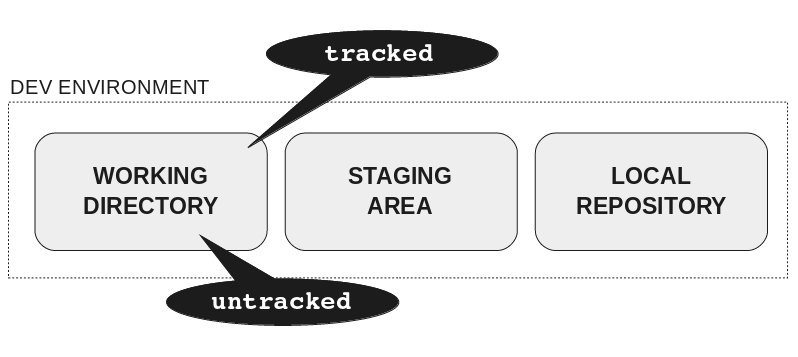 tracked
DEV ENVIRONMENT
WORKING
DIRECTORY
STAGING
AREA
LOCAL
REPOSITORY
untracked